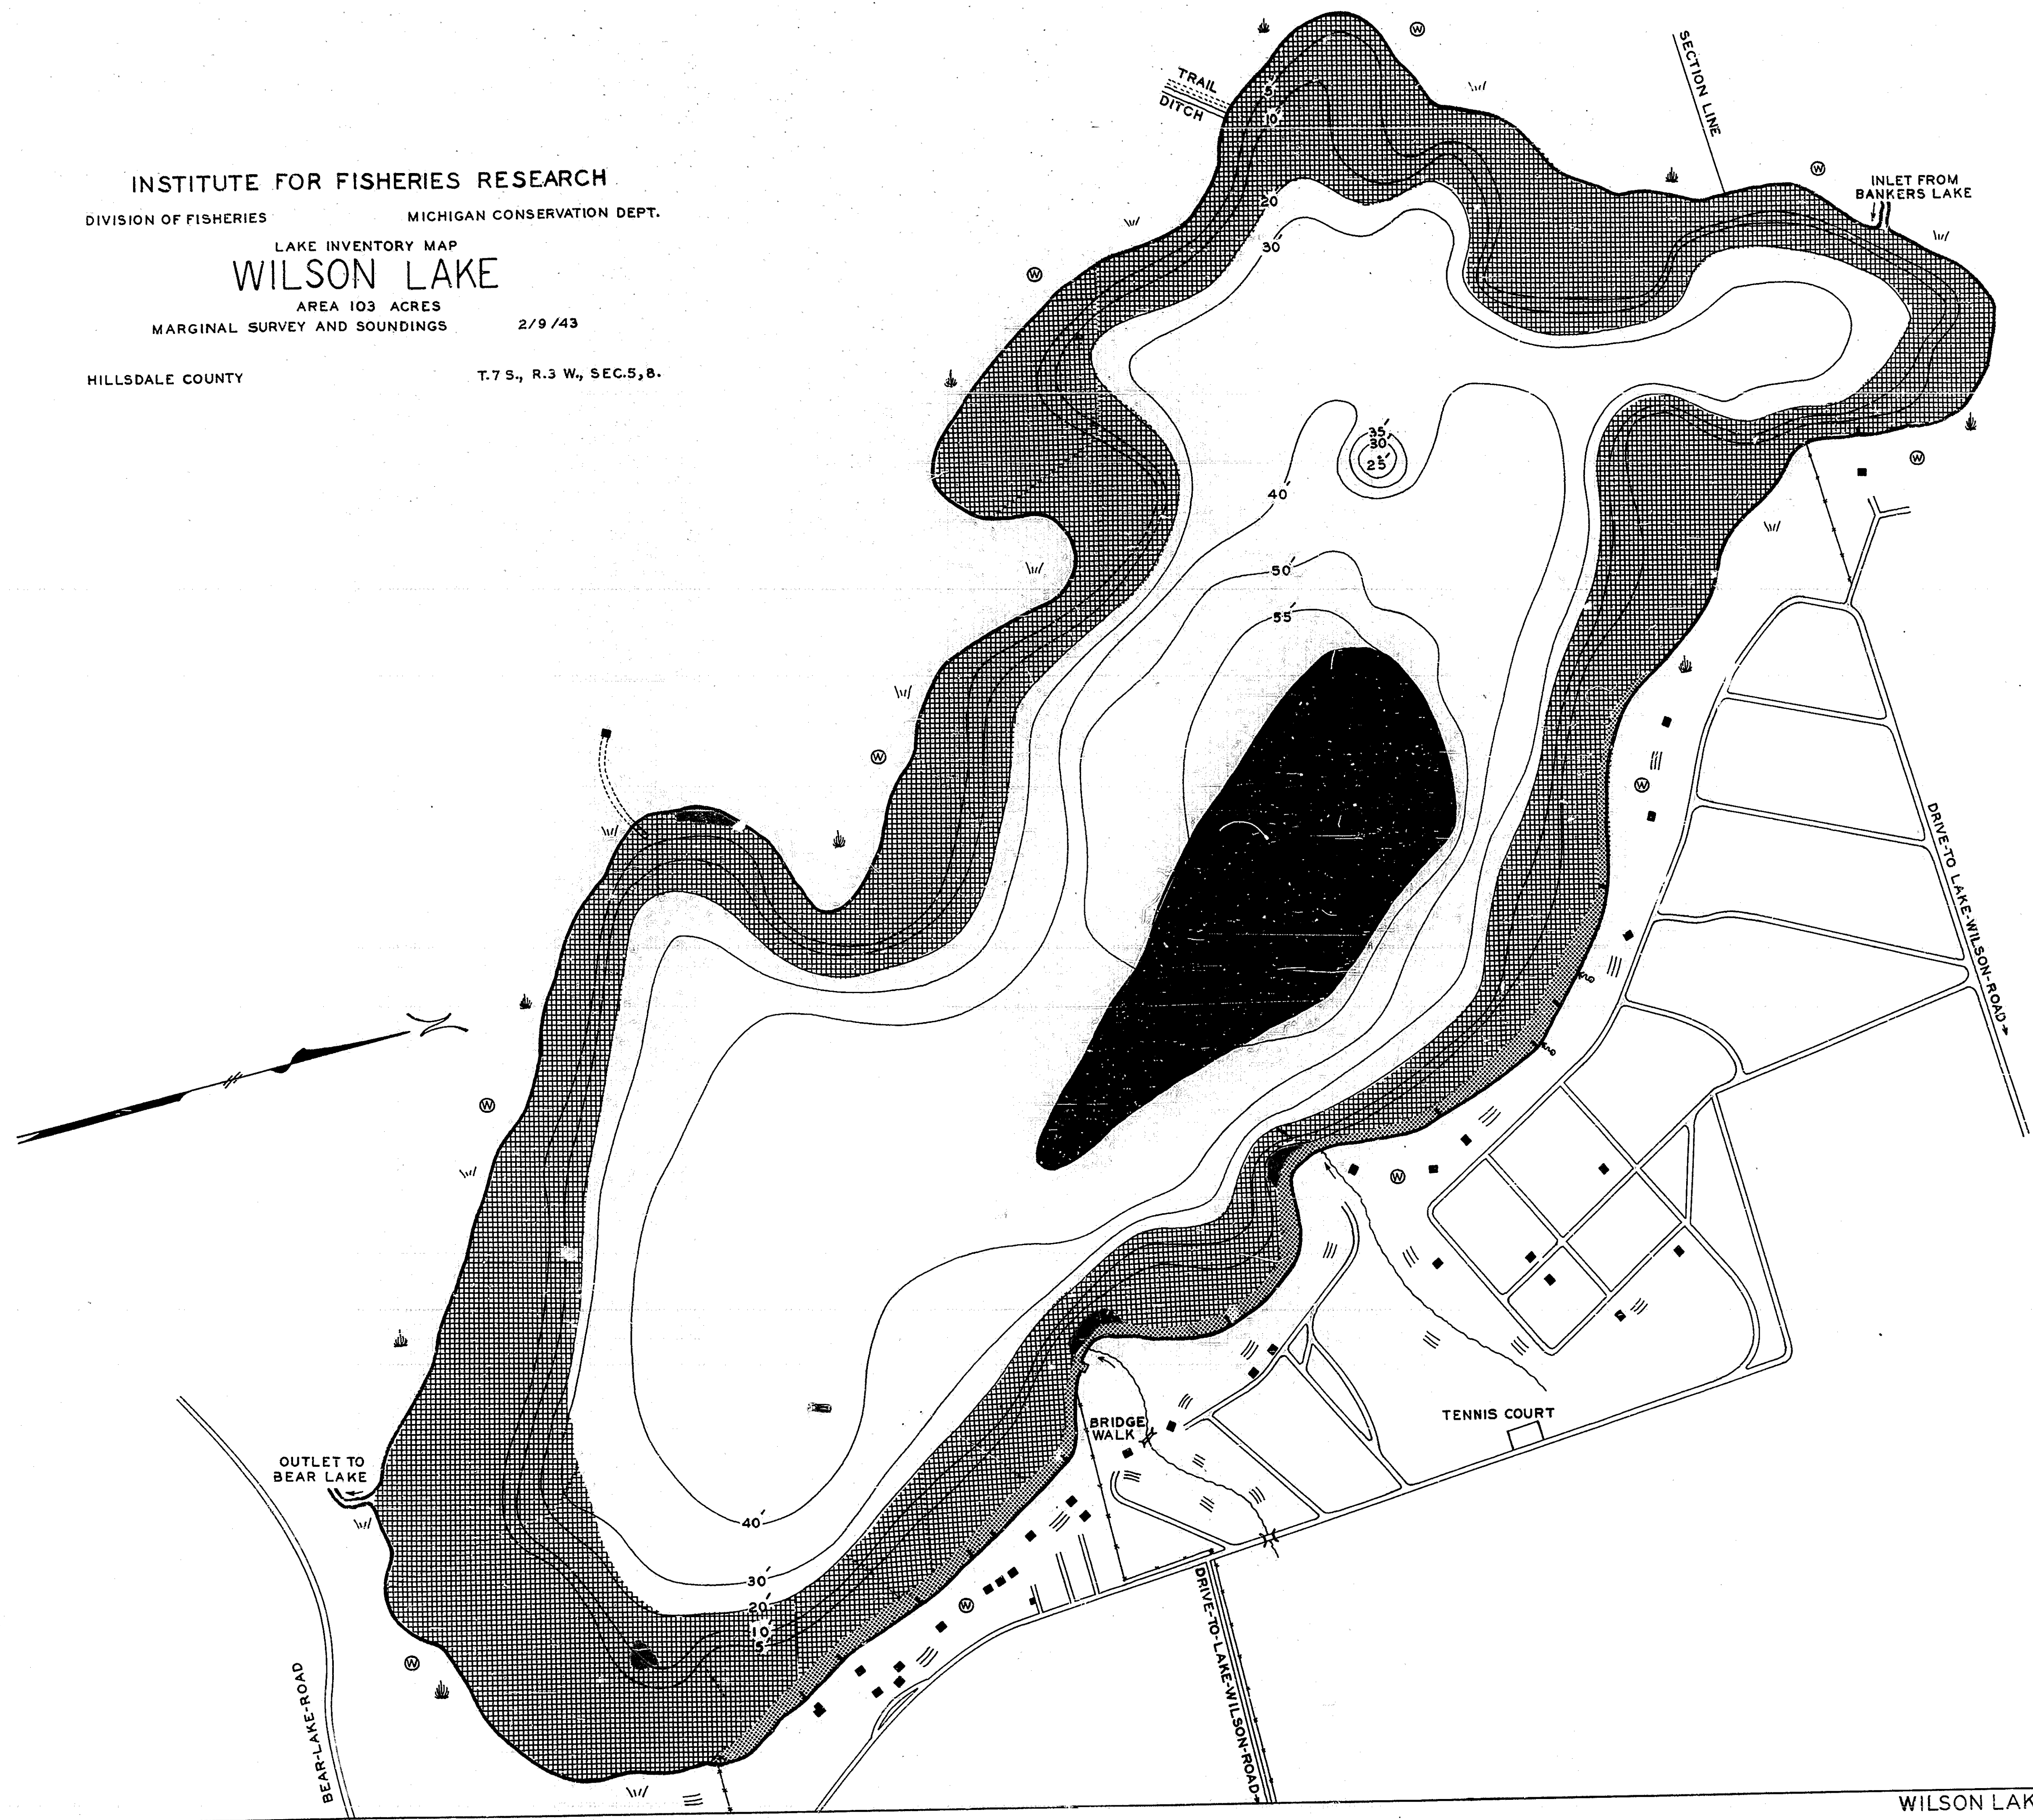 INSTITUTE FOR FISHERIES RESEARCH
DIVISION OF FISHERIES MICHIGAN CONSERVATION DEPT.
LAKE INVENTORY MAP
WILSON LAKE
AREA 103 ACRES
MARGINAL SURVEY AND SOUNDINGS 2/9/43
HILLSDALE COUNTY T.7 S., R.3 W., SEC.5,8.
TRAIL
DITCH
SECTION LINE
INLET FROM
BANKERS LAKE
W
W
W
W
W
W
W
W
W
W
W
5'
10'
20'
30'
35'
30'
25'
40'
50'
55'
DRIVE-TO LAKE-WILSON-ROAD
OUTLET TO
BEAR LAKE
BRIDGE
WALK
TENNIS COURT
40'
30'
20'
10'
5'
DRIVE-TO-LAKE-WILSON-ROAD
BEAR-LAKE-ROAD
WILSON LAK